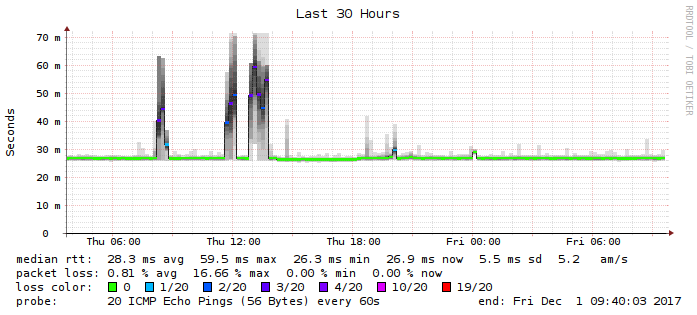 Last 30 Hours
RRDTOOL / TOBI OETIKER
Seconds
70 m
60 m
50 m
40 m
30 m
20 m
10 m
0
Thu 06:00 Thu 12:00 Thu 18:00 Fri 00:00 Fri 06:00
median rtt: 28.3 ms avg 59.5 ms max 26.3 ms min 26.9 ms now 5.5 ms sd 5.2 am/s
packet loss: 0.81 % avg 16.66 % max 0.00 % min 0.00 % now
loss color: 0 1/20 2/20 3/20 4/20 10/20 19/20
probe: 20 ICMP Echo Pings (56 Bytes) every 60s end: Fri Dec 1 09:40:03 2017